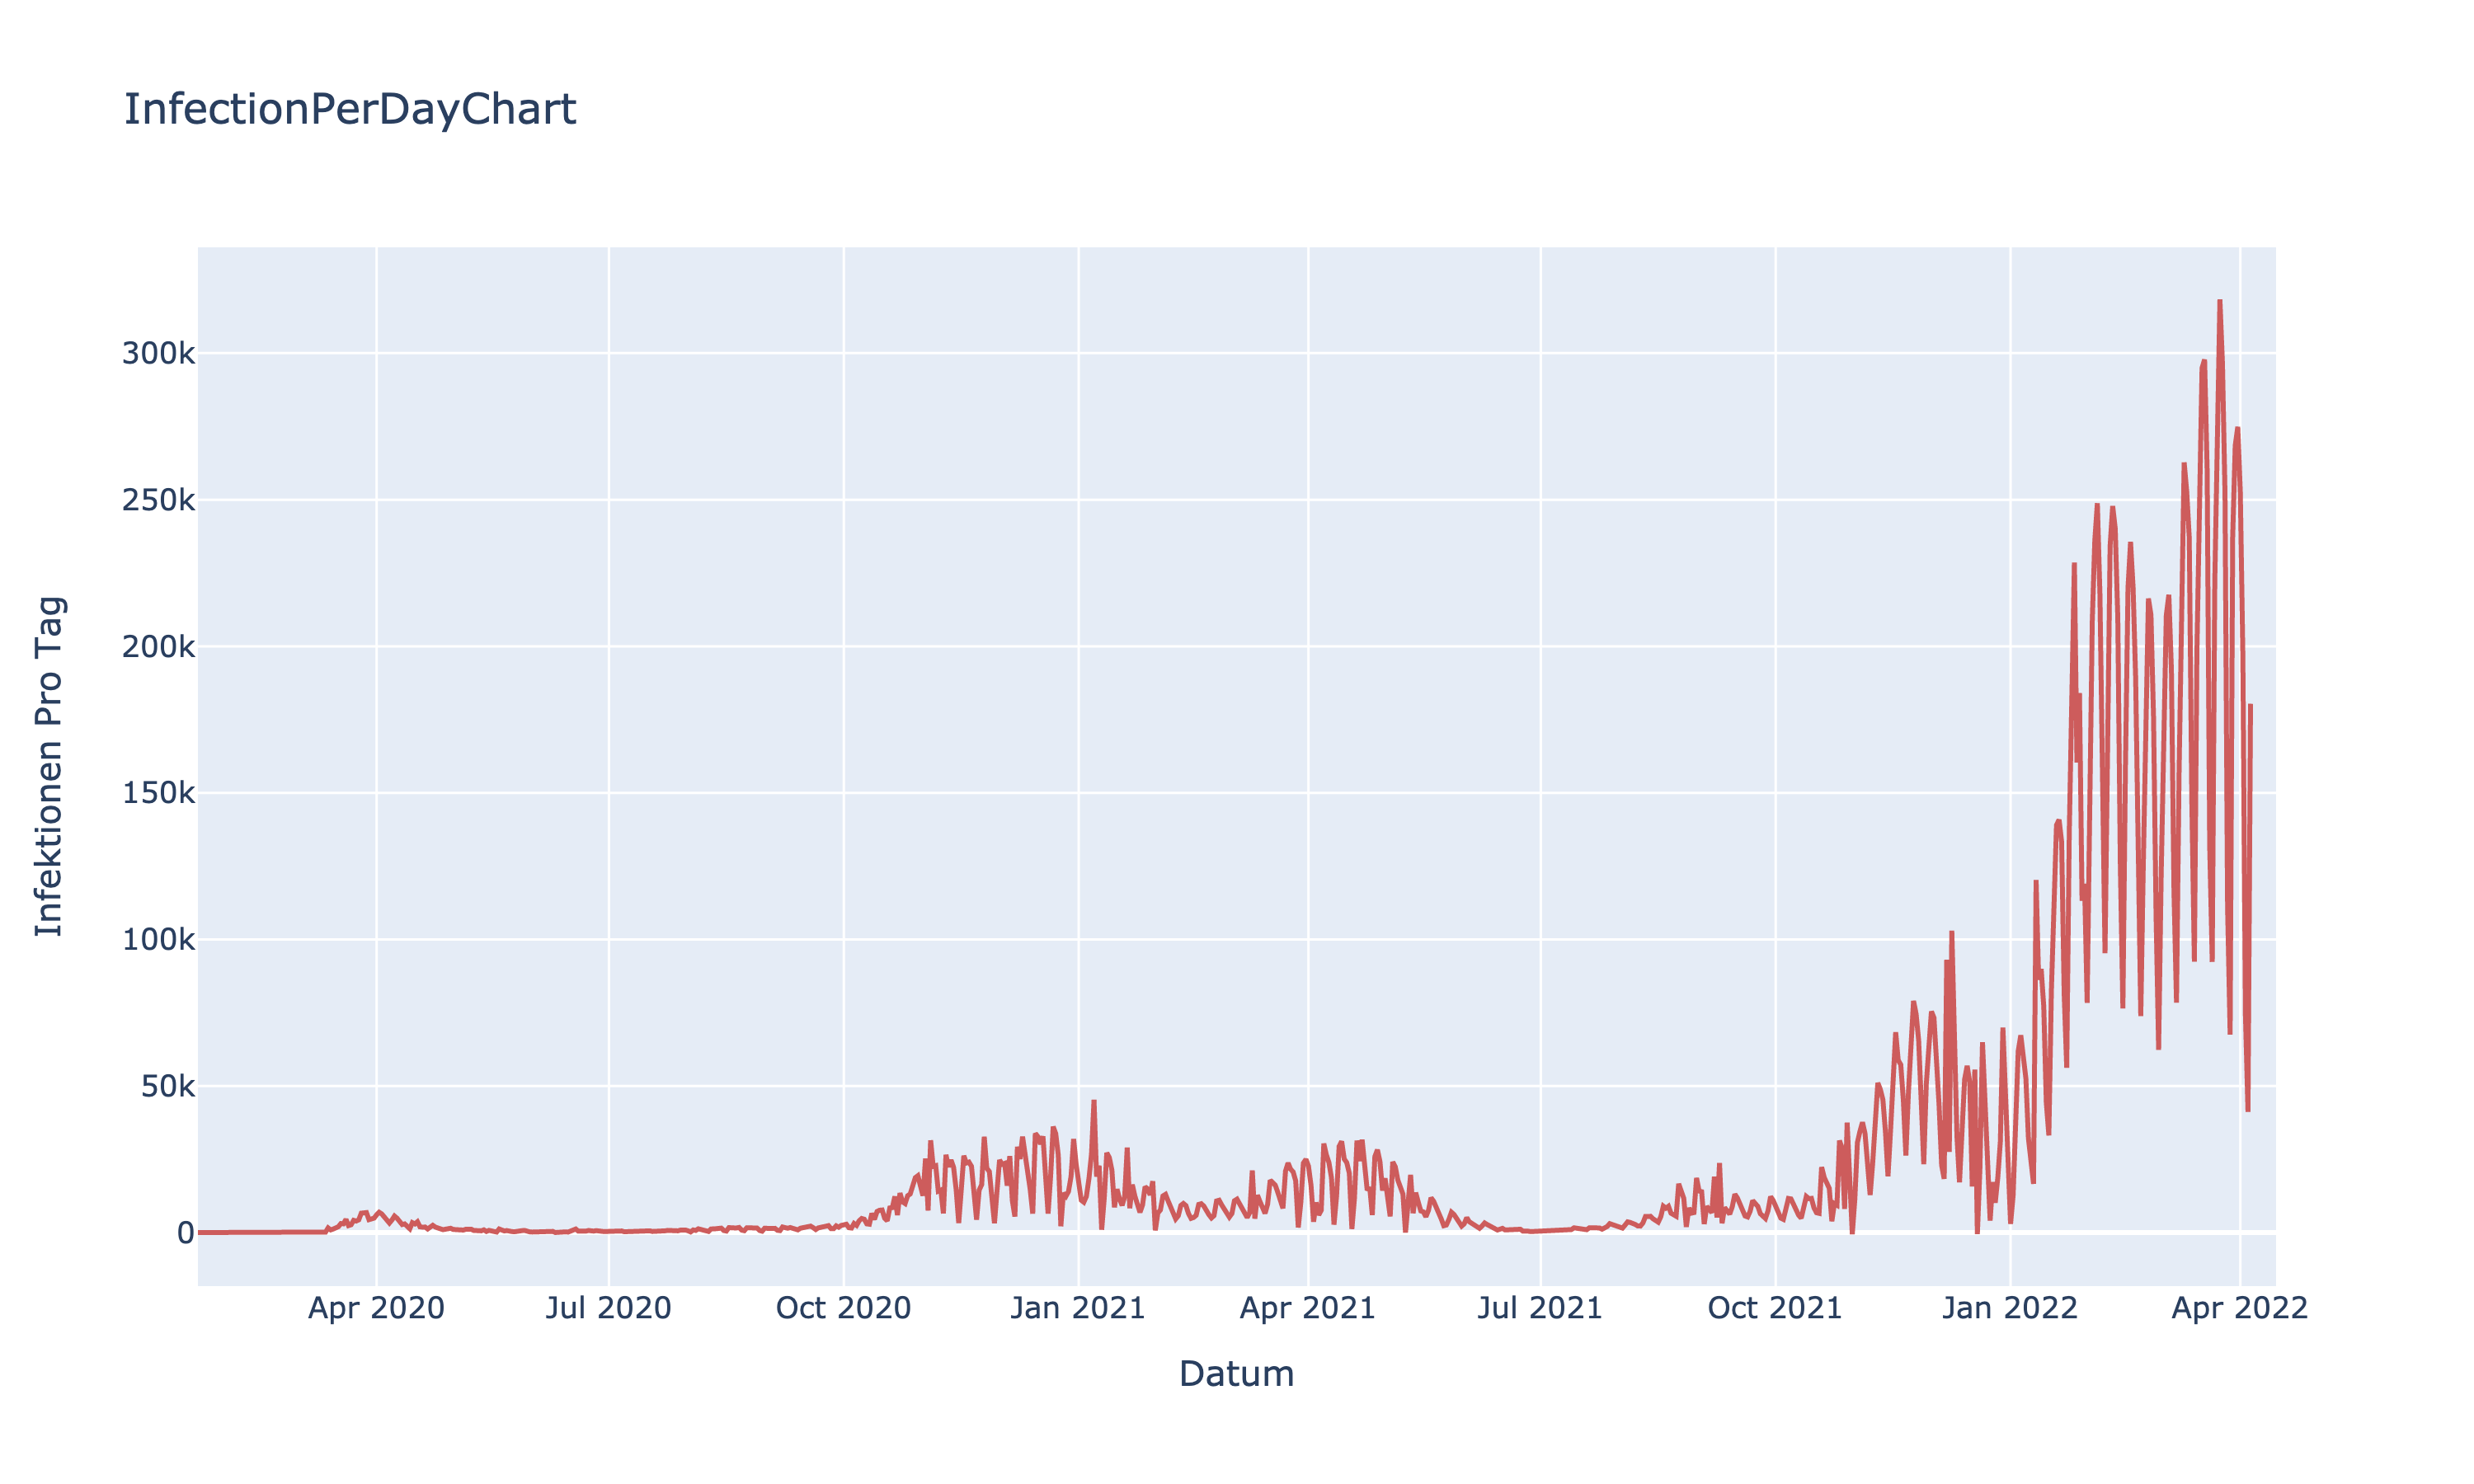 InfectionPerDayChart
300k
250k
200k
150k
100k
50k
0
Infektionen Pro Tag
Apr 2020
Jul 2020
Oct 2020
Jan 2021
Apr 2021
Jul 2021
Oct 2021
Jan 2022
Apr 2022
Datum